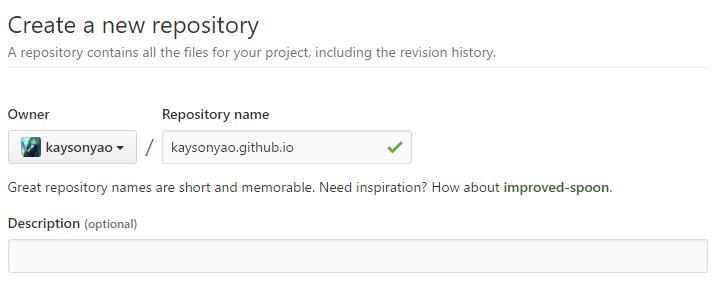 Create a new repository
A repository contains all the files for your project, including the revision history.
Owner Repository name
kaysonyao / kaysonyao.github.io
Great repository names are short and memorable. Need inspiration? How about improved-spoon.
Description (optional)